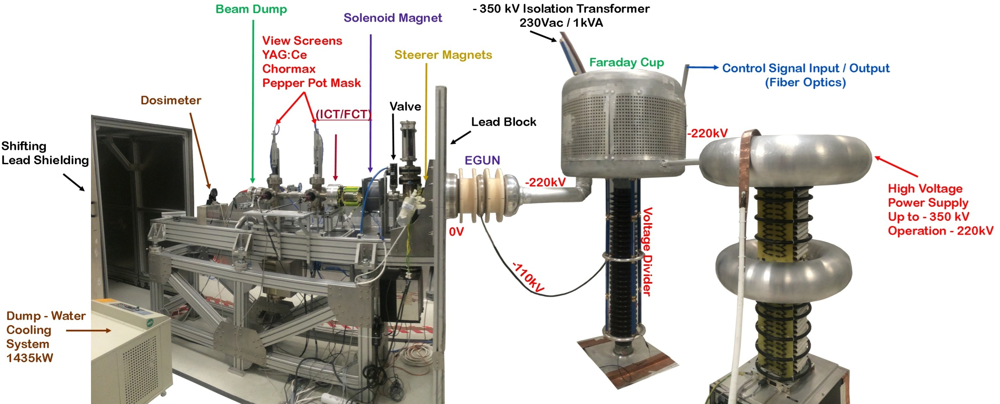 Beam Dump
Solenoid Magnet
- 350 kV Isolation Transformer
230Vac / 1kVA
View Screens
YAG:Ce
Chormax
Pepper Pot Mask
Steerer Magnets
Faraday Cup
Control Signal Input / Output
(Fiber Optics)
Dosimeter
(ICT/FCT)
Valve
Lead Block
-220kV
Shifting
Lead Shielding
EGUN
-220kV
High Voltage
Power Supply
Up to - 350 kV
Operation - 220kV
0V
Voltage Divider
-110kV
Dump - Water
Cooling
System
1435kW